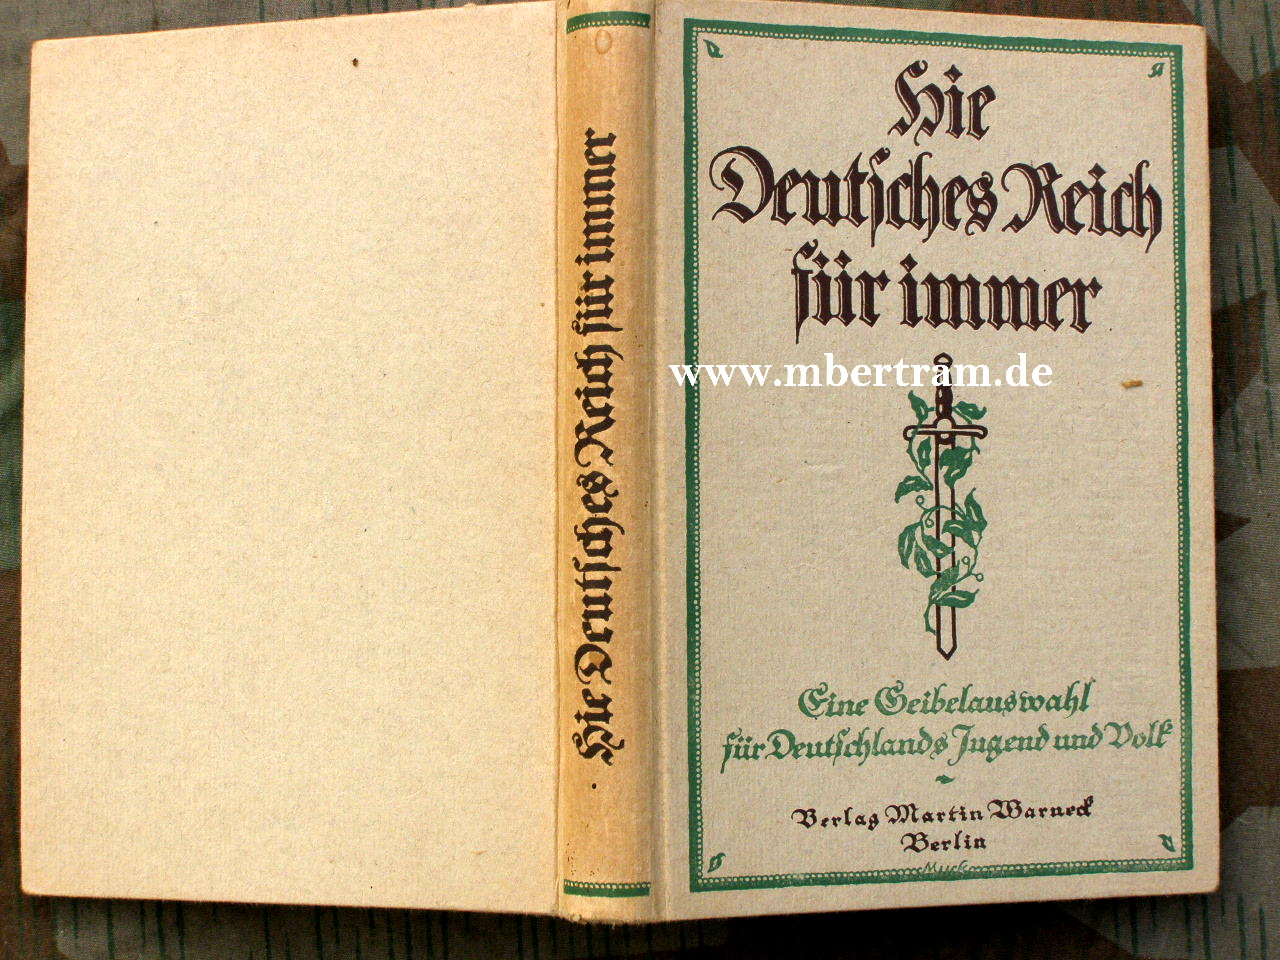 Hie Deutsches Reich für immer
Hie
Deutsches Reich
für immer
www.mbertram.de
Eine Geibelauswahl
für Deutschlands Jugend und Volk
Verlag Martin Warneck
Berlin